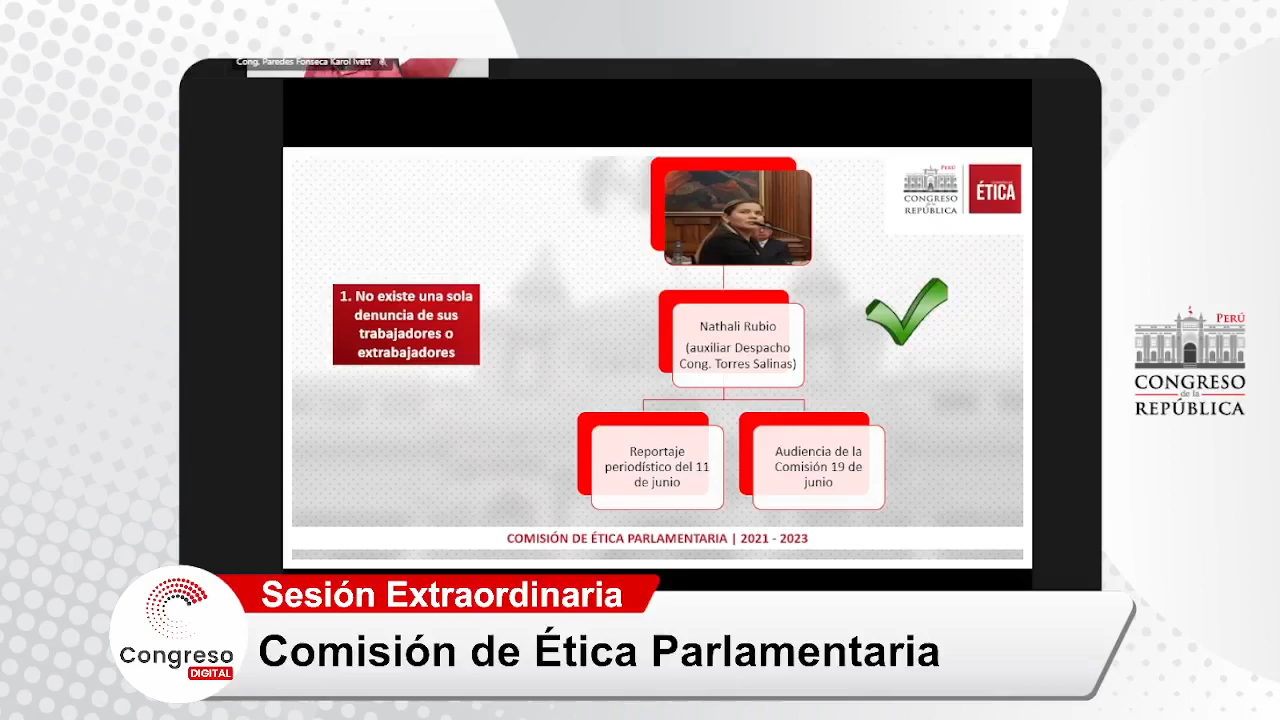 Cong. Paredes Fonseca Karol Ivett
PERÚ
CONGRESO
de la
REPÚBLICA
ÉTICA
1. No existe una sola
denuncia de sus
trabajadores o
extrabajadores
Nathali Rubio
(auxiliar Despacho
Cong. Torres Salinas)
Reportaje
periodístico del 11
de junio
Audiencia de la
Comisión 19 de
junio
COMISIÓN DE ÉTICA PARLAMENTARIA | 2021 - 2023
PERÚ
CONGRESO
de la
REPÚBLICA
Sesión Extraordinaria
Comisión de Ética Parlamentaria
Congreso
DIGITAL